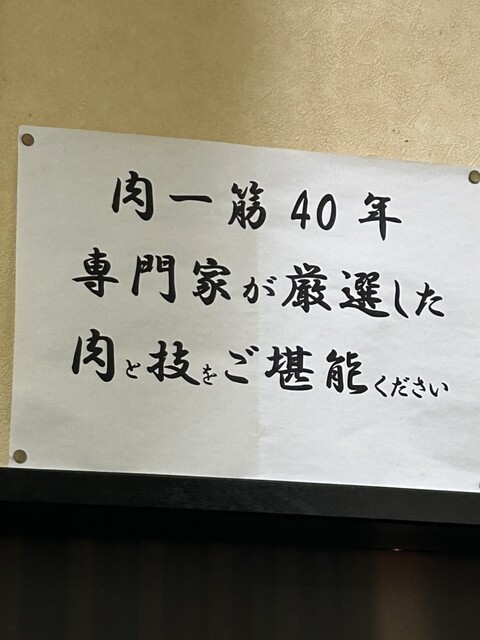 肉一筋40年
専門家が厳選した
肉と技をご堪能ください